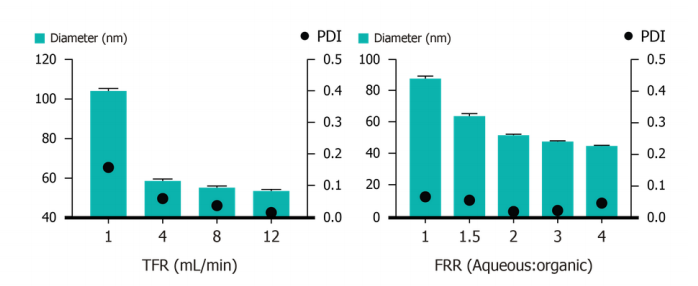 Diameter (nm)
PDI
120
100
80
60
40
0.5
0.4
0.3
0.2
0.1
0.0
1 4 8 12
TFR (mL/min)
Diameter (nm)
PDI
100
80
60
40
20
0
0.5
0.4
0.3
0.2
0.1
0.0
1 1.5 2 3 4
FRR (Aqueous:organic)